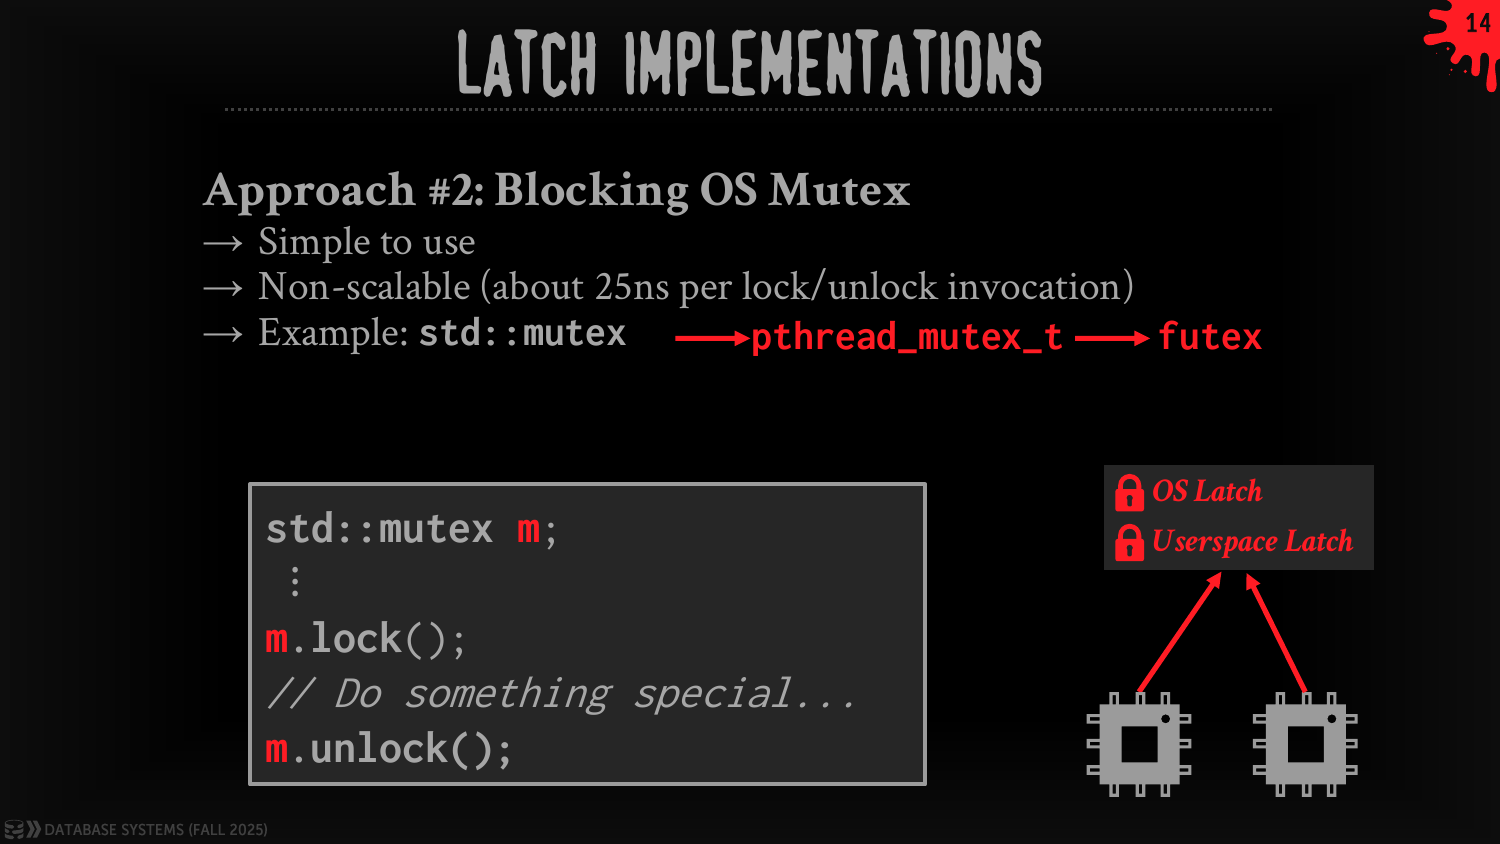 14
LATCH IMPLEMENTATIONS
Approach #2: Blocking OS Mutex
→ Simple to use
→ Non-scalable (about 25ns per lock/unlock invocation)
→ Example: std::mutex → pthread_mutex_t → futex
std::mutex m;
⋮
m.lock();
// Do something special...
m.unlock();
OS Latch
Userspace Latch
DATABASE SYSTEMS (FALL 2025)